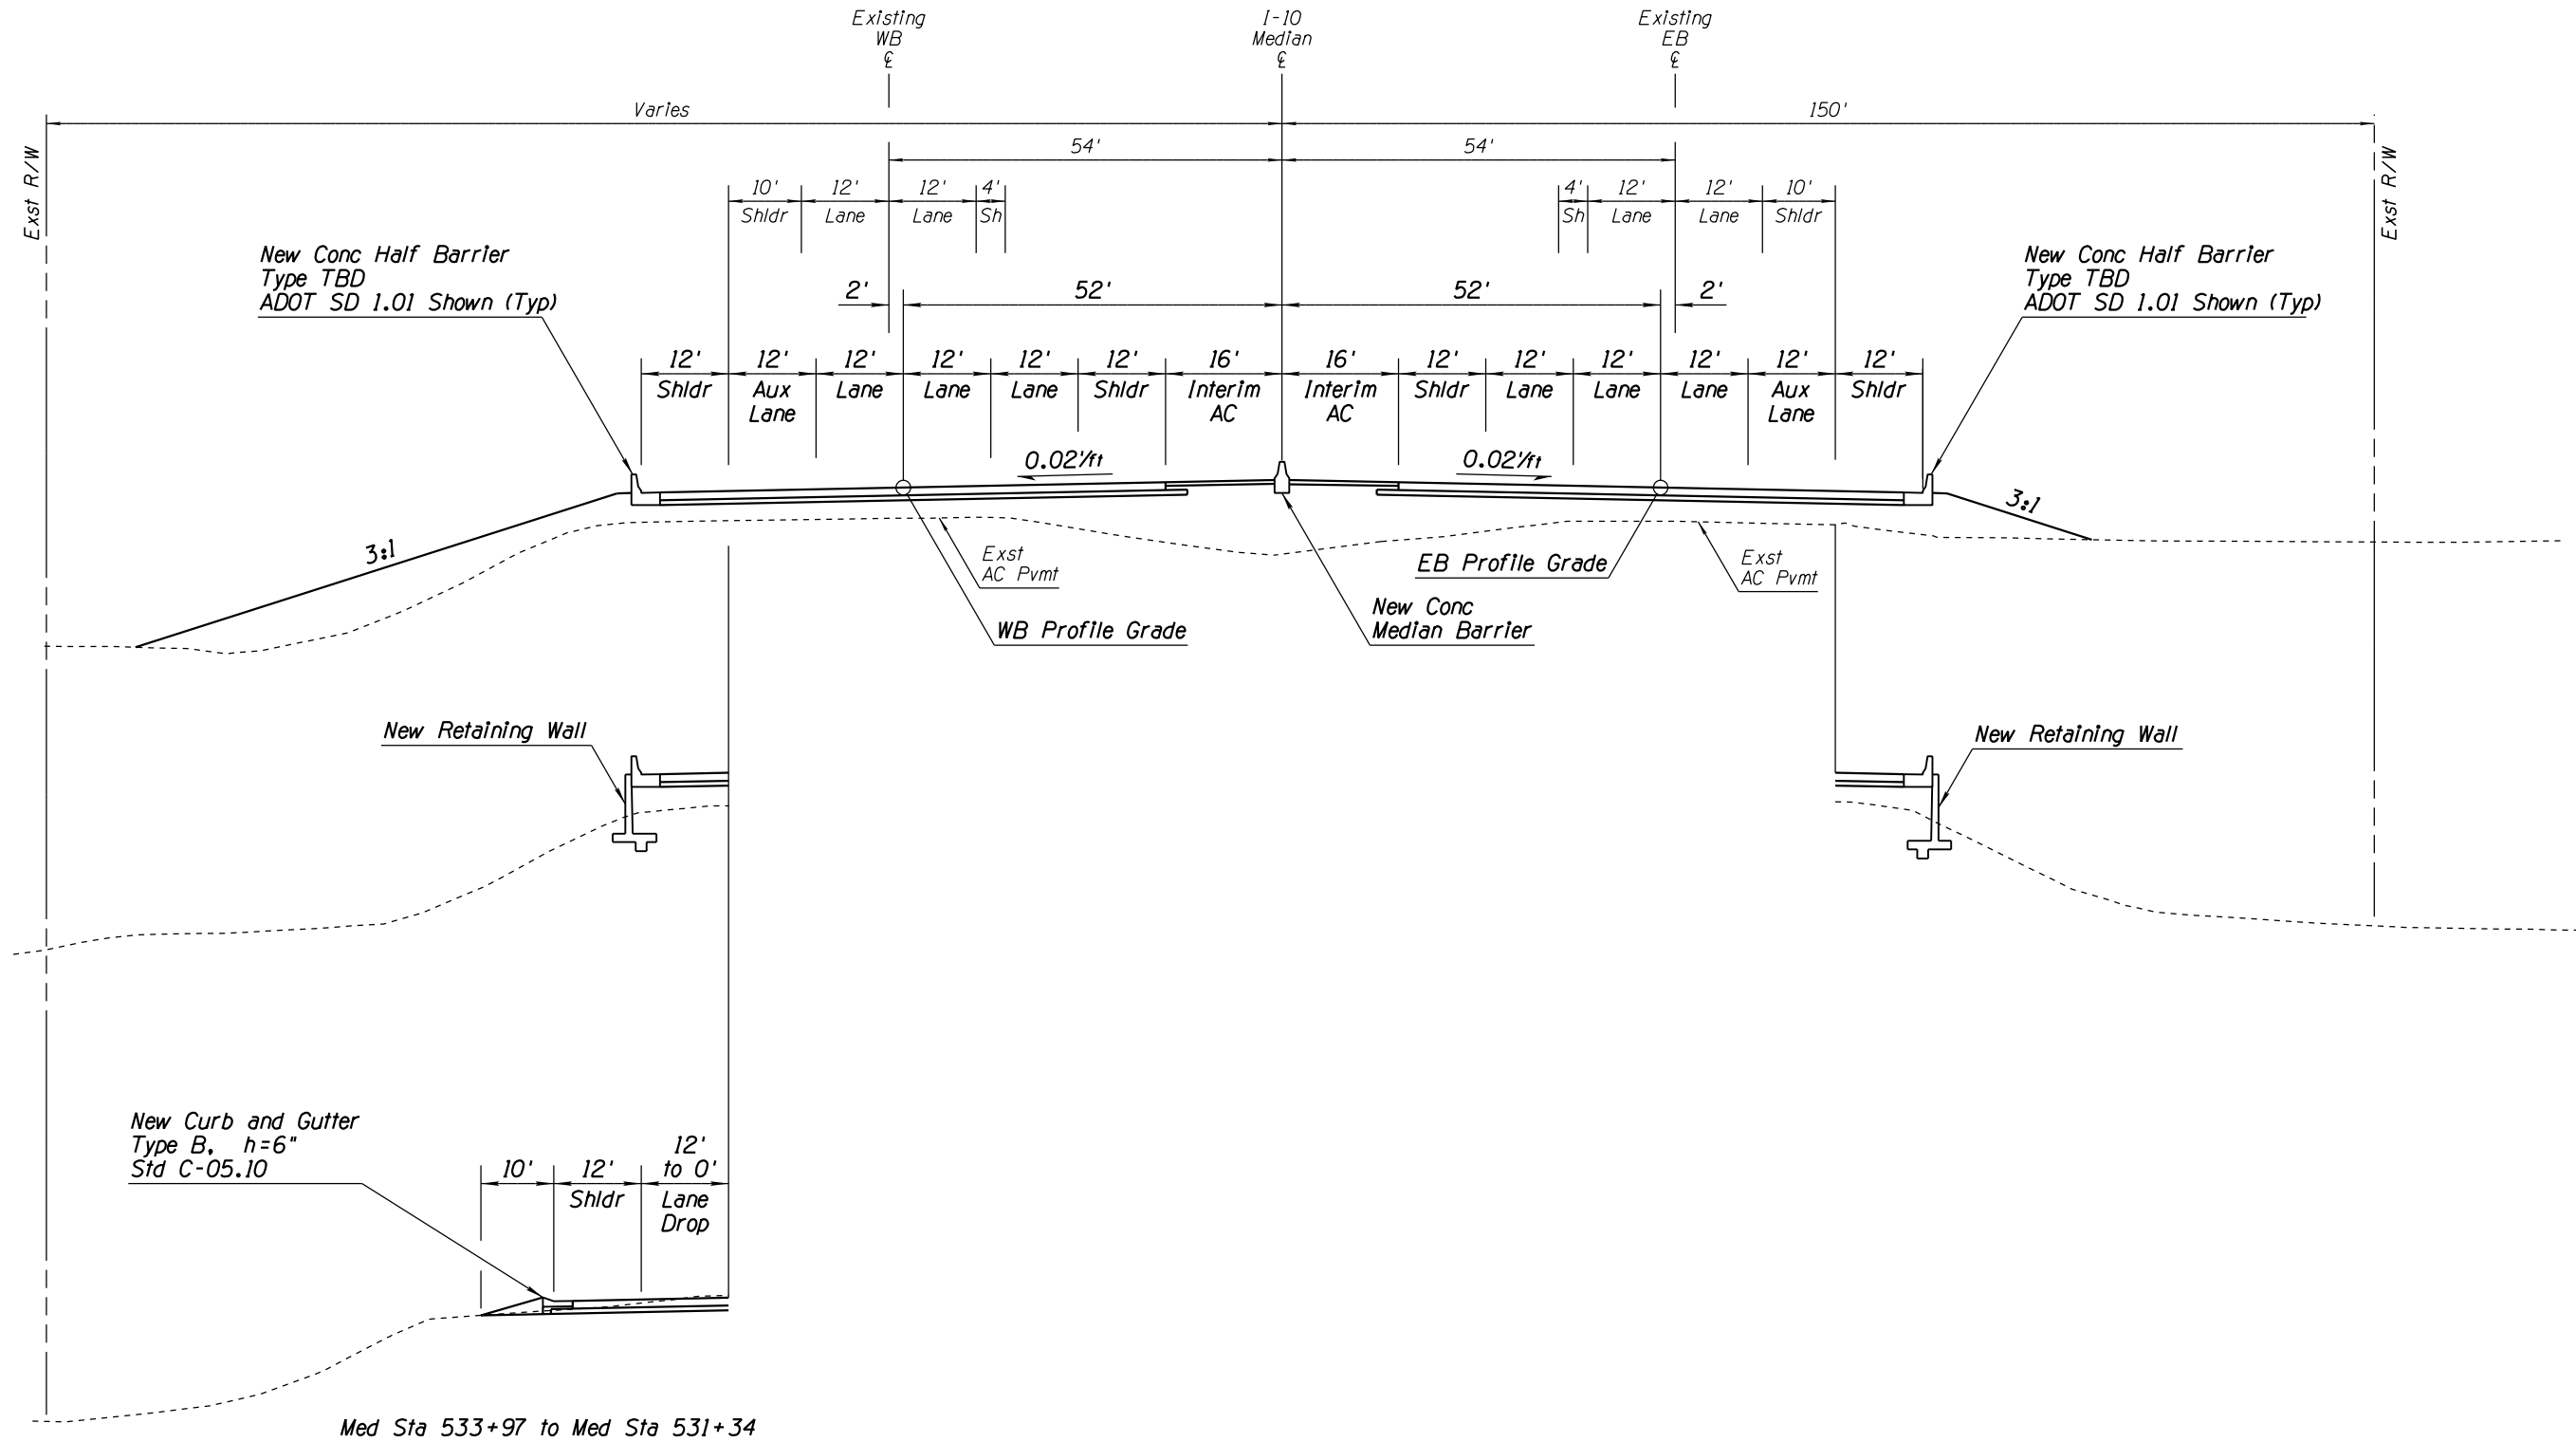 Existing
WB
℄
I-10
Median
℄
Existing
EB
℄
Varies
150'
Exst R/W
Exst R/W
54'
54'
10'
Shldr
12'
Lane
12'
Lane
4'
Sh
4'
Sh
12'
Lane
12'
Lane
10'
Shldr
New Conc Half Barrier
Type TBD
ADOT SD 1.01 Shown (Typ)
New Conc Half Barrier
Type TBD
ADOT SD 1.01 Shown (Typ)
2'
52'
52'
2'
12'
Shldr
12'
Aux
Lane
12'
Lane
12'
Lane
12'
Lane
12'
Shldr
16'
Interim
AC
16'
Interim
AC
12'
Shldr
12'
Lane
12'
Lane
12'
Lane
12'
Aux
Lane
12'
Shldr
0.02'/ft
0.02'/ft
3:1
3:1
Exst
AC Pvmt
EB Profile Grade
Exst
AC Pvmt
WB Profile Grade
New Conc
Median Barrier
New Retaining Wall
New Retaining Wall
New Curb and Gutter
Type B, h=6"
Std C-05.10
10'
12'
Shldr
12'
to 0'
Lane
Drop
Med Sta 533+97 to Med Sta 531+34